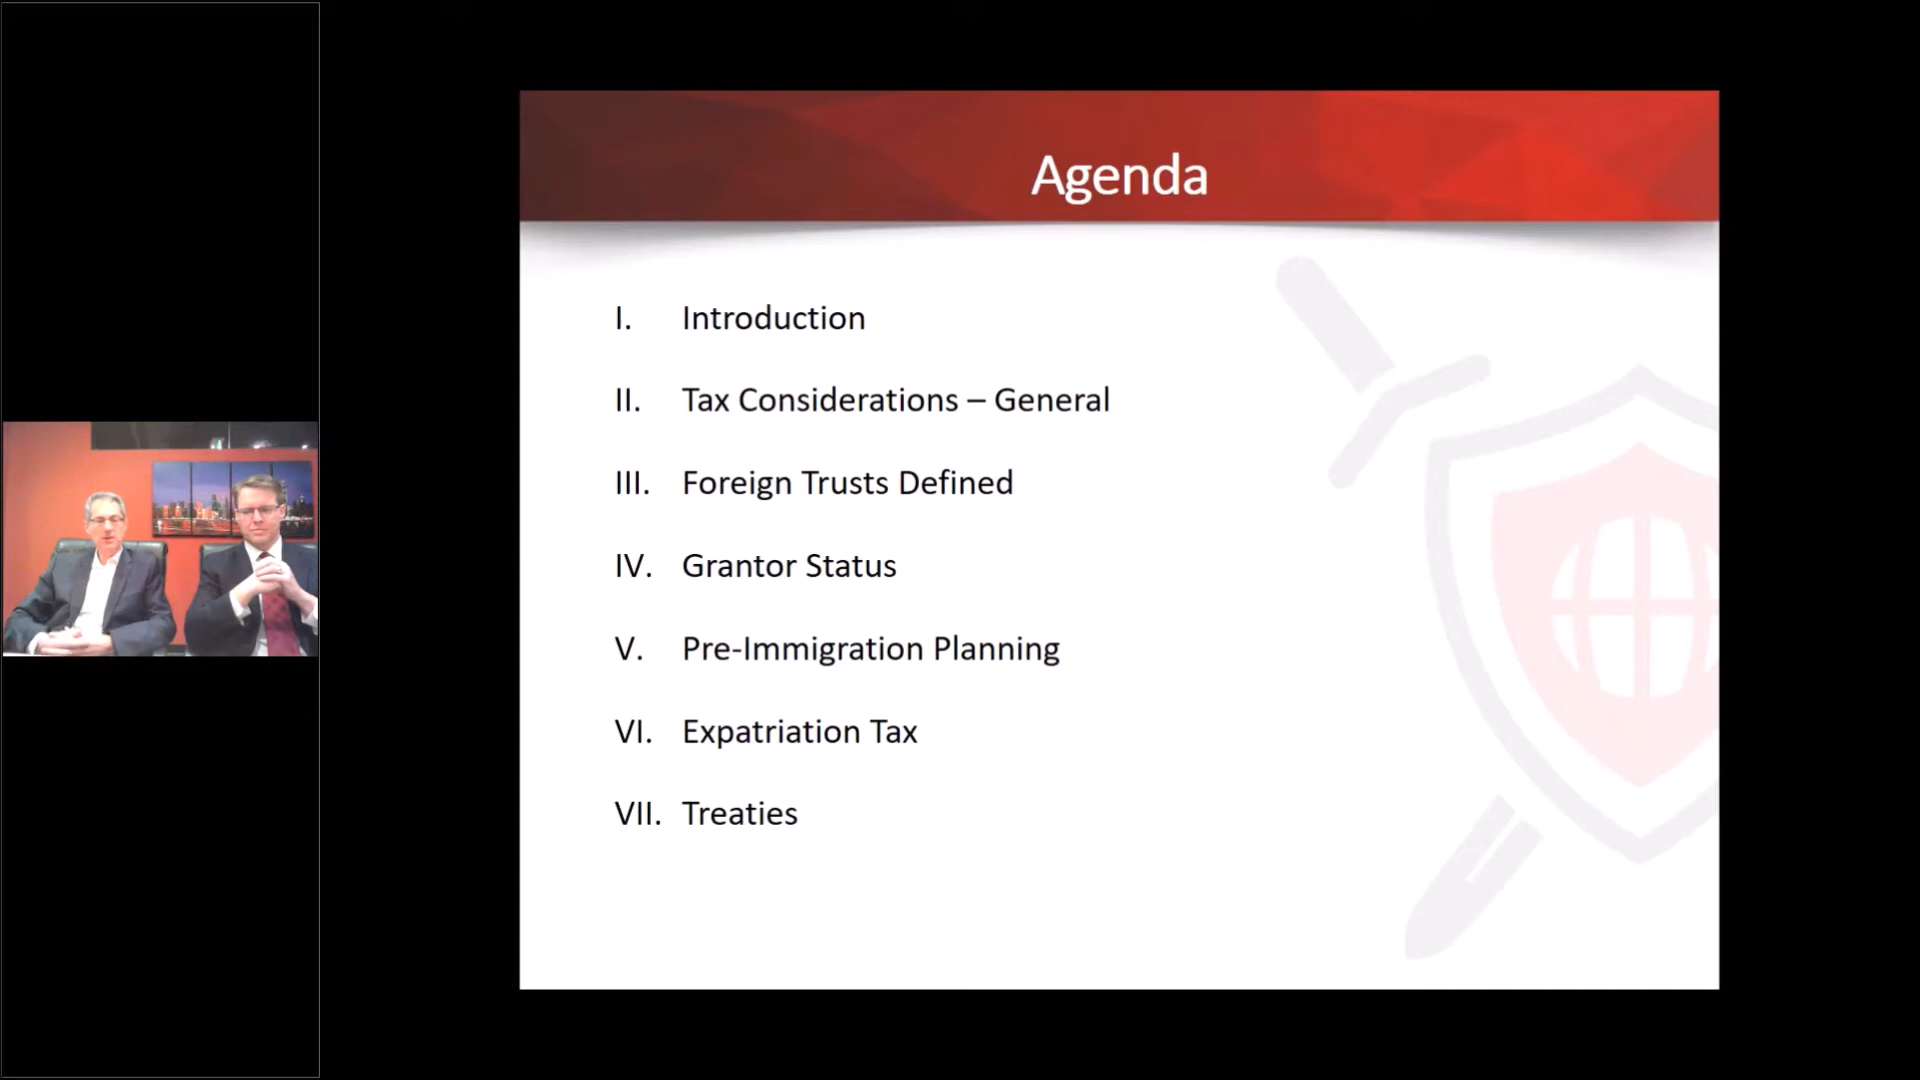 Agenda
I. Introduction
II. Tax Considerations – General
III. Foreign Trusts Defined
IV. Grantor Status
V. Pre-Immigration Planning
VI. Expatriation Tax
VII. Treaties